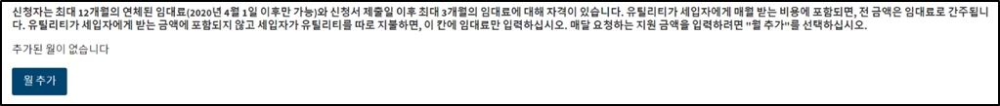 신청자는 최대 12개월의 연체된 임대료(2020년 4월 1일 이후만 가능)와 신청서 제출일 이후 최대 3개월의 임대료에 대해 자격이 있습니다. 유틸리티가 세입자에게 매월 받는 비용에 포함되면, 전 금액은 임대료로 간주됩니
다. 유틸리티가 세입자에게 받는 금액에 포함되지 않고 세입자가 유틸리티를 따로 지불하면, 이 칸에 임대료만 입력하십시오. 매달 요청하는 지원 금액을 입력하려면 "월 추가"를 선택하십시오.
추가된 월이 없습니다
월 추가